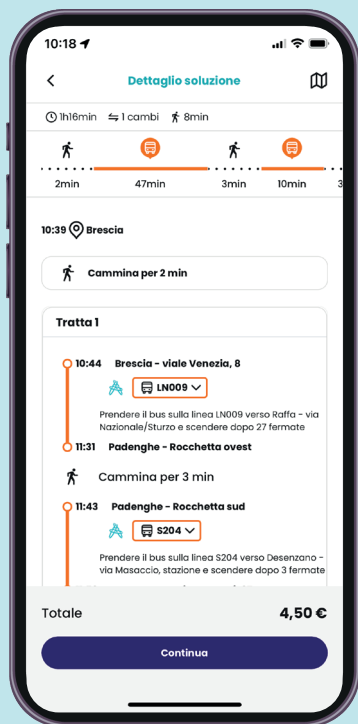 10:18
Dettaglio soluzione
1h16min 1 cambi 8min
2min 47min 3min 10min 3
10:39 Brescia
Cammina per 2 min
Tratta 1
10:44 Brescia - viale Venezia, 8
LN009
Prendere il bus sulla linea LN009 verso Raffa - via
Nazionale/Sturzo e scendere dopo 27 fermate
11:31 Padenghe - Rocchetta ovest
Cammina per 3 min
11:43 Padenghe - Rocchetta sud
S204
Prendere il bus sulla linea S204 verso Desenzano -
via Masaccio, stazione e scendere dopo 3 fermate
Totale 4,50 €
Continua